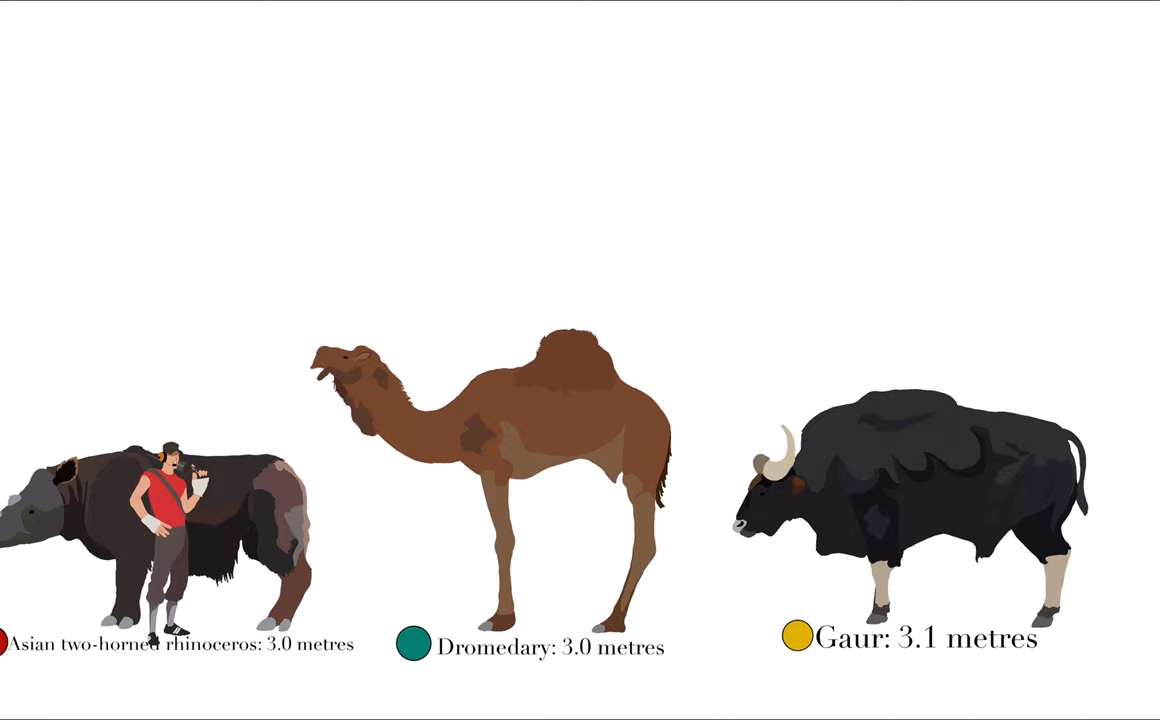 Asian two-horned rhinoceros: 3.0 metres
Dromedary: 3.0 metres
Gaur: 3.1 metres